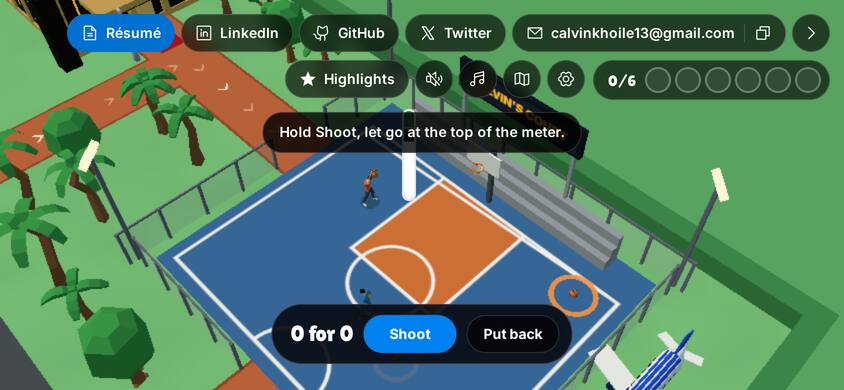 Résumé
LinkedIn
GitHub
Twitter
calvinkhoile13@gmail.com
Highlights
0/6
Hold Shoot, let go at the top of the meter.
0 for 0
Shoot
Put back